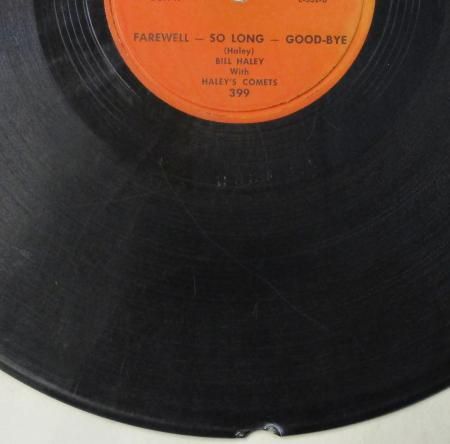 FAREWELL — SO LONG — GOOD-BYE
(Haley)
BILL HALEY
With
HALEY'S COMETS
399